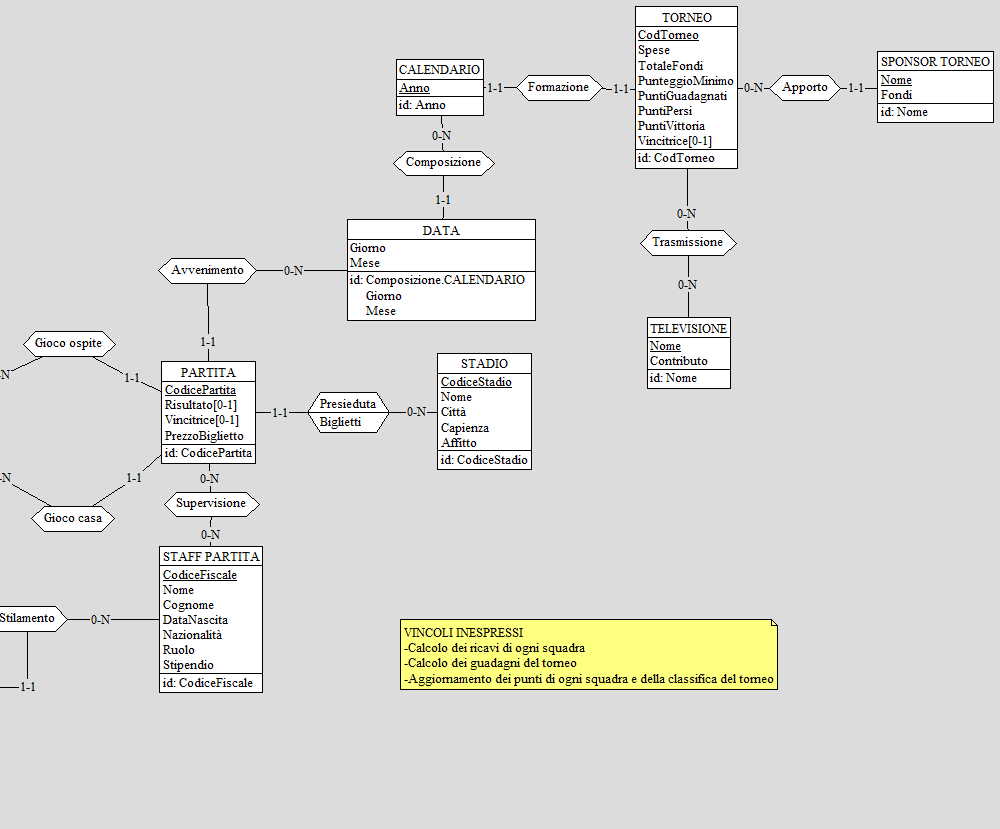 TORNEO
CodTorneo
Spese
TotaleFondi
PunteggioMinimo
PuntiGuadagnati
PuntiPersi
PuntiVittoria
Vincitrice[0-1]
id: CodTorneo
CALENDARIO
Anno
id: Anno
1-1
Formazione
1-1
0-N
Apporto
1-1
SPONSOR TORNEO
Nome
Fondi
id: Nome
0-N
Composizione
1-1
DATA
Giorno
Mese
id: Composizione.CALENDARIO
Giorno
Mese
0-N
Trasmissione
0-N
TELEVISIONE
Nome
Contributo
id: Nome
Avvenimento
0-N
1-1
Gioco ospite
N
1-1
PARTITA
CodicePartita
Risultato[0-1]
Vincitrice[0-1]
PrezzoBiglietto
id: CodicePartita
1-1
Presieduta
Biglietti
0-N
STADIO
CodiceStadio
Nome
Città
Capienza
Affitto
id: CodiceStadio
N
1-1
Gioco casa
0-N
Supervisione
0-N
STAFF PARTITA
CodiceFiscale
Nome
Cognome
DataNascita
Nazionalità
Ruolo
Stipendio
id: CodiceFiscale
Stilamento
0-N
1-1
VINCOLI INESPRESSI
-Calcolo dei ricavi di ogni squadra
-Calcolo dei guadagni del torneo
-Aggiornamento dei punti di ogni squadra e della classifica del torneo